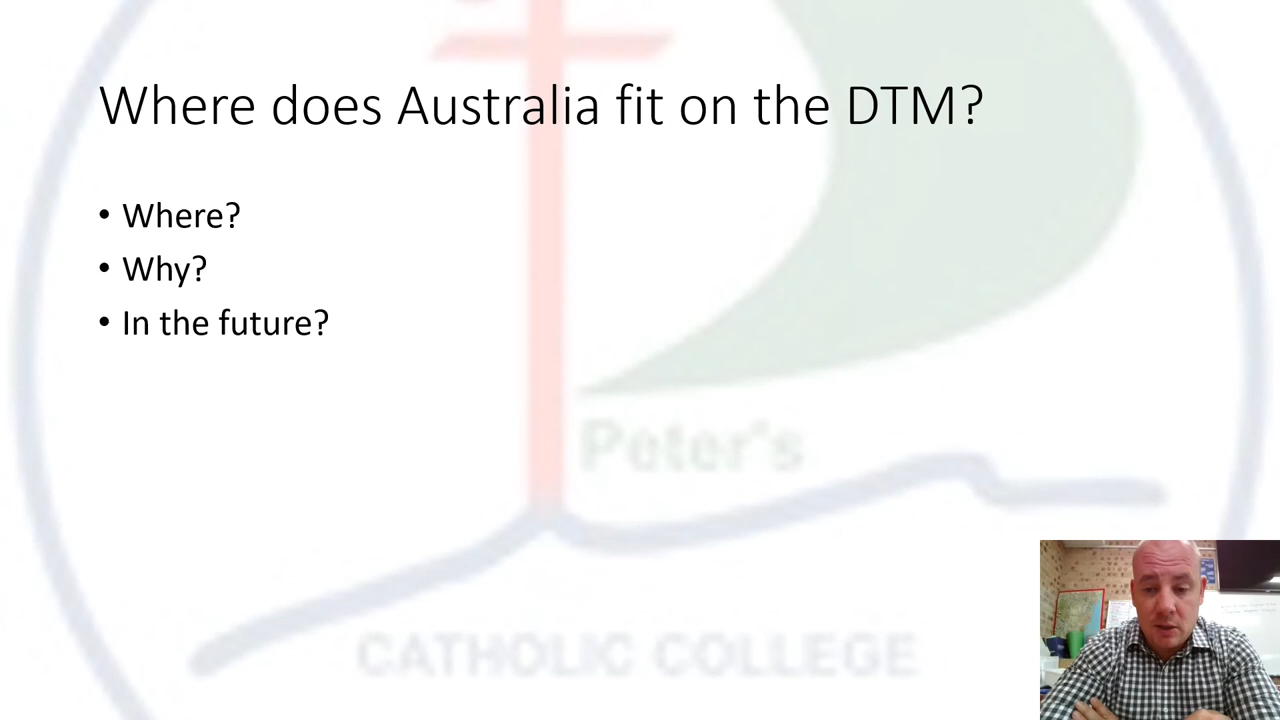 Where does Australia fit on the DTM?
• Where?
• Why?
• In the future?
Peter's
CATHOLIC COLLEGE